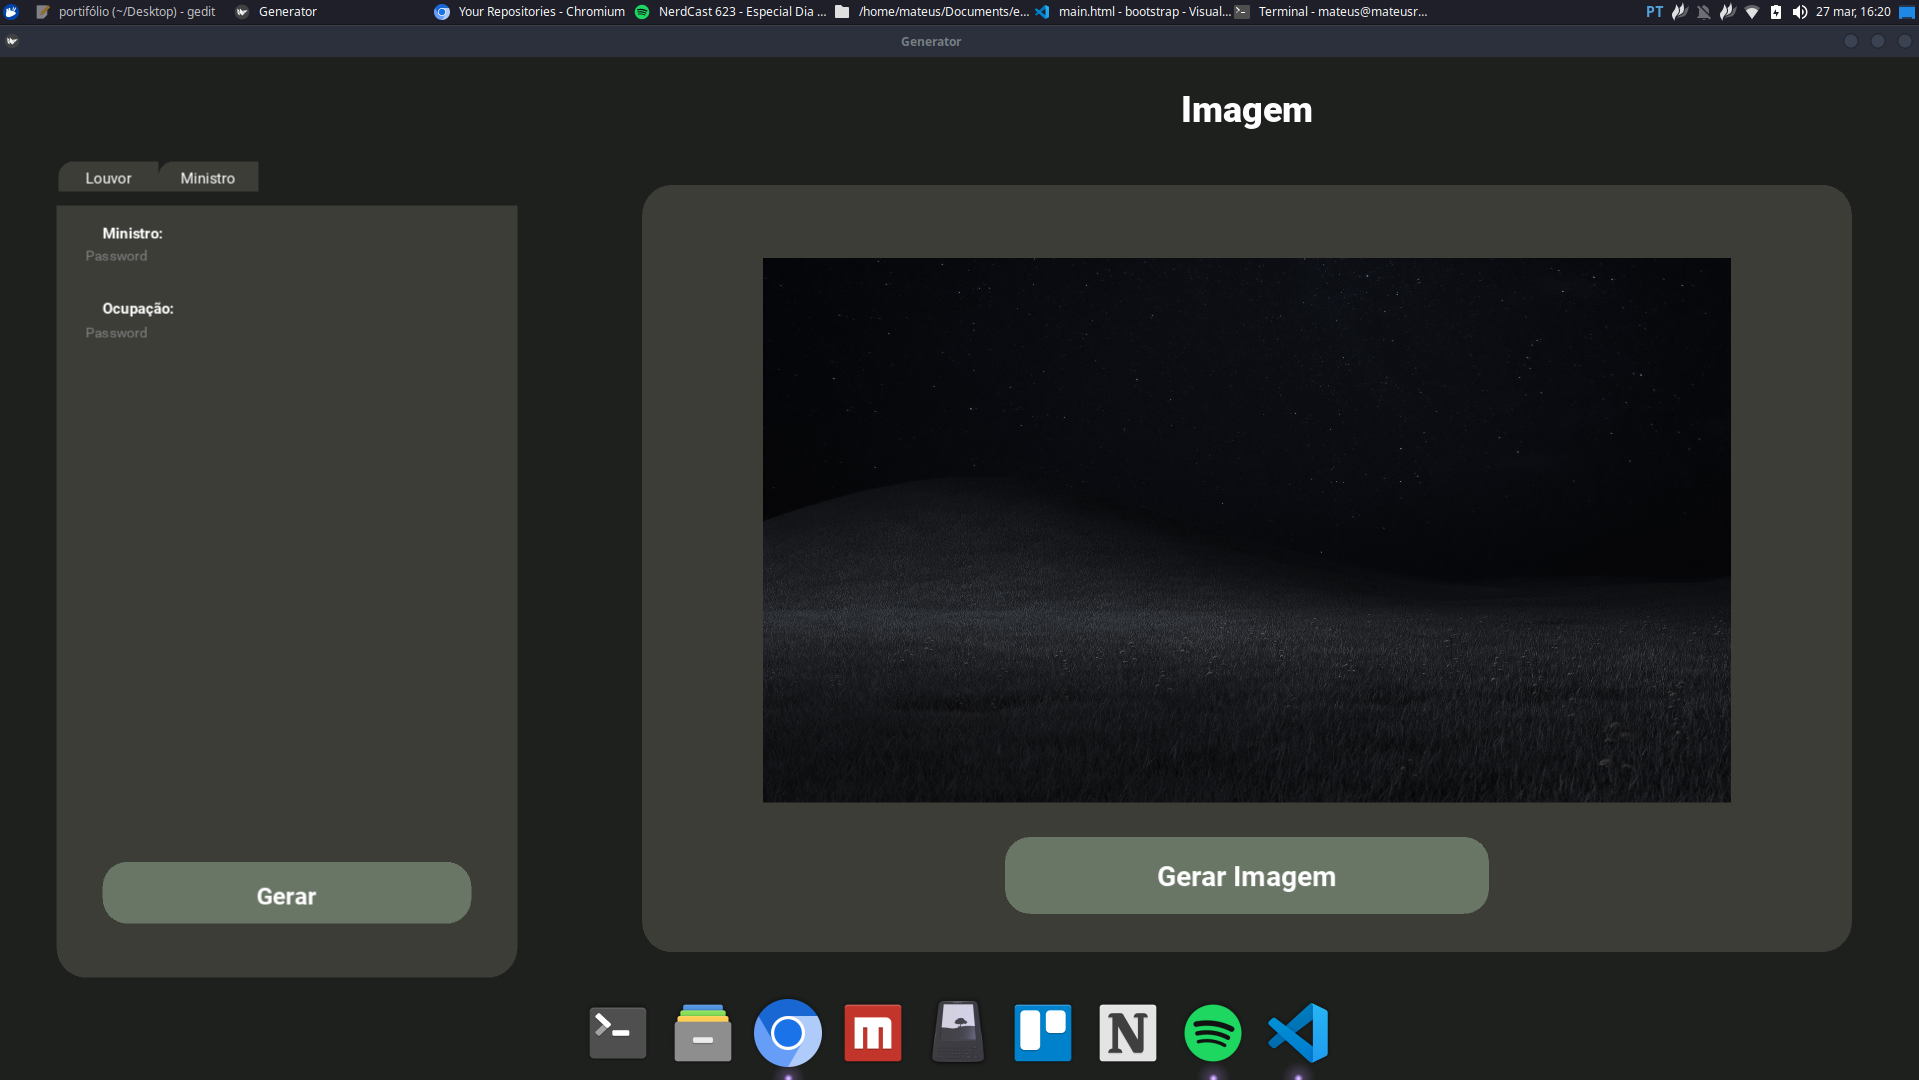 portifólio (~/Desktop) - gedit
Generator
Your Repositories - Chromium
NerdCast 623 - Especial Dia ...
/home/mateus/Documents/e...
main.html - bootstrap - Visual...
Terminal - mateus@mateusr...
PT
27 mar, 16:20
Generator
Imagem
Louvor
Ministro
Ministro:
Password
Ocupação:
Password
Gerar
Gerar Imagem
m
N